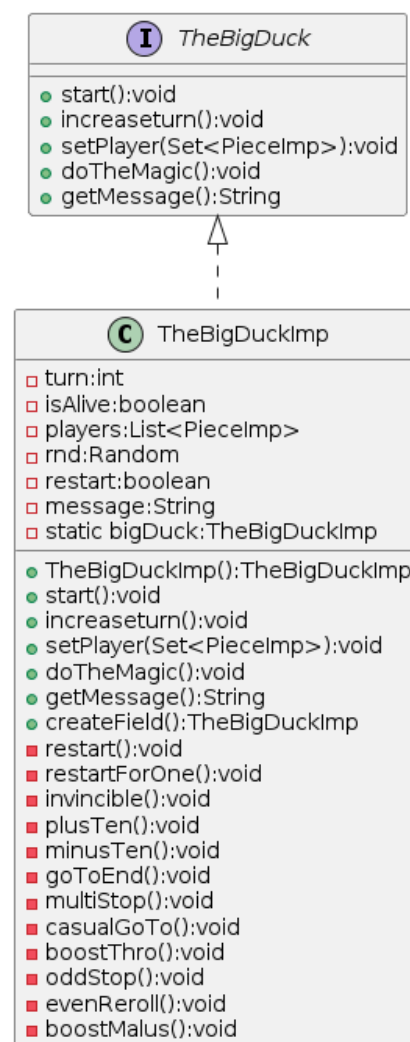 I TheBigDuck
start():void
increaseturn():void
setPlayer(Set<PieceImp>):void
doTheMagic():void
getMessage():String
C TheBigDuckImp
turn:int
isAlive:boolean
players:List<PieceImp>
rnd:Random
restart:boolean
message:String
static bigDuck:TheBigDuckImp
TheBigDuckImp():TheBigDuckImp
start():void
increaseturn():void
setPlayer(Set<PieceImp>):void
doTheMagic():void
getMessage():String
createField():TheBigDuckImp
restart():void
restartForOne():void
invincible():void
plusTen():void
minusTen():void
goToEnd():void
multiStop():void
casualGoTo():void
boostThro():void
oddStop():void
evenReroll():void
boostMalus():void